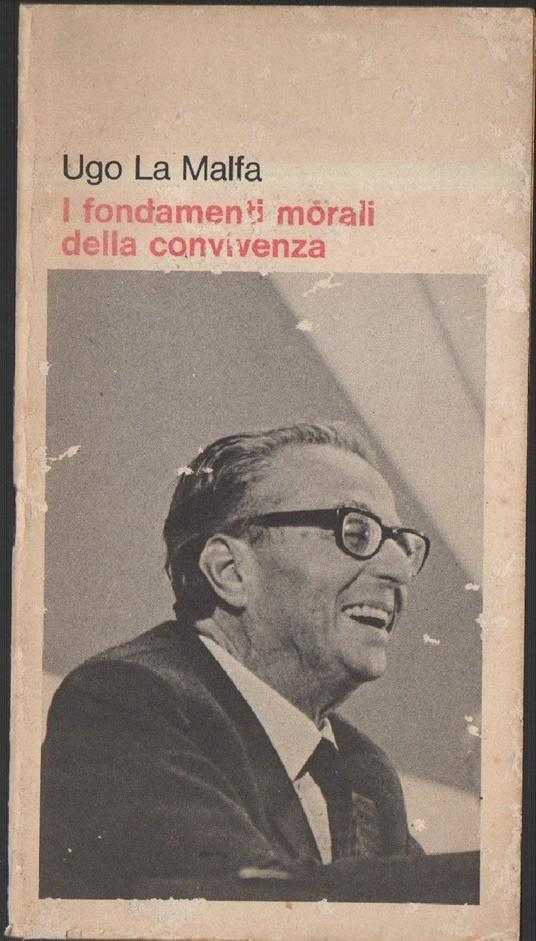 Ugo La Malfa
I fondamenti morali
della convivenza